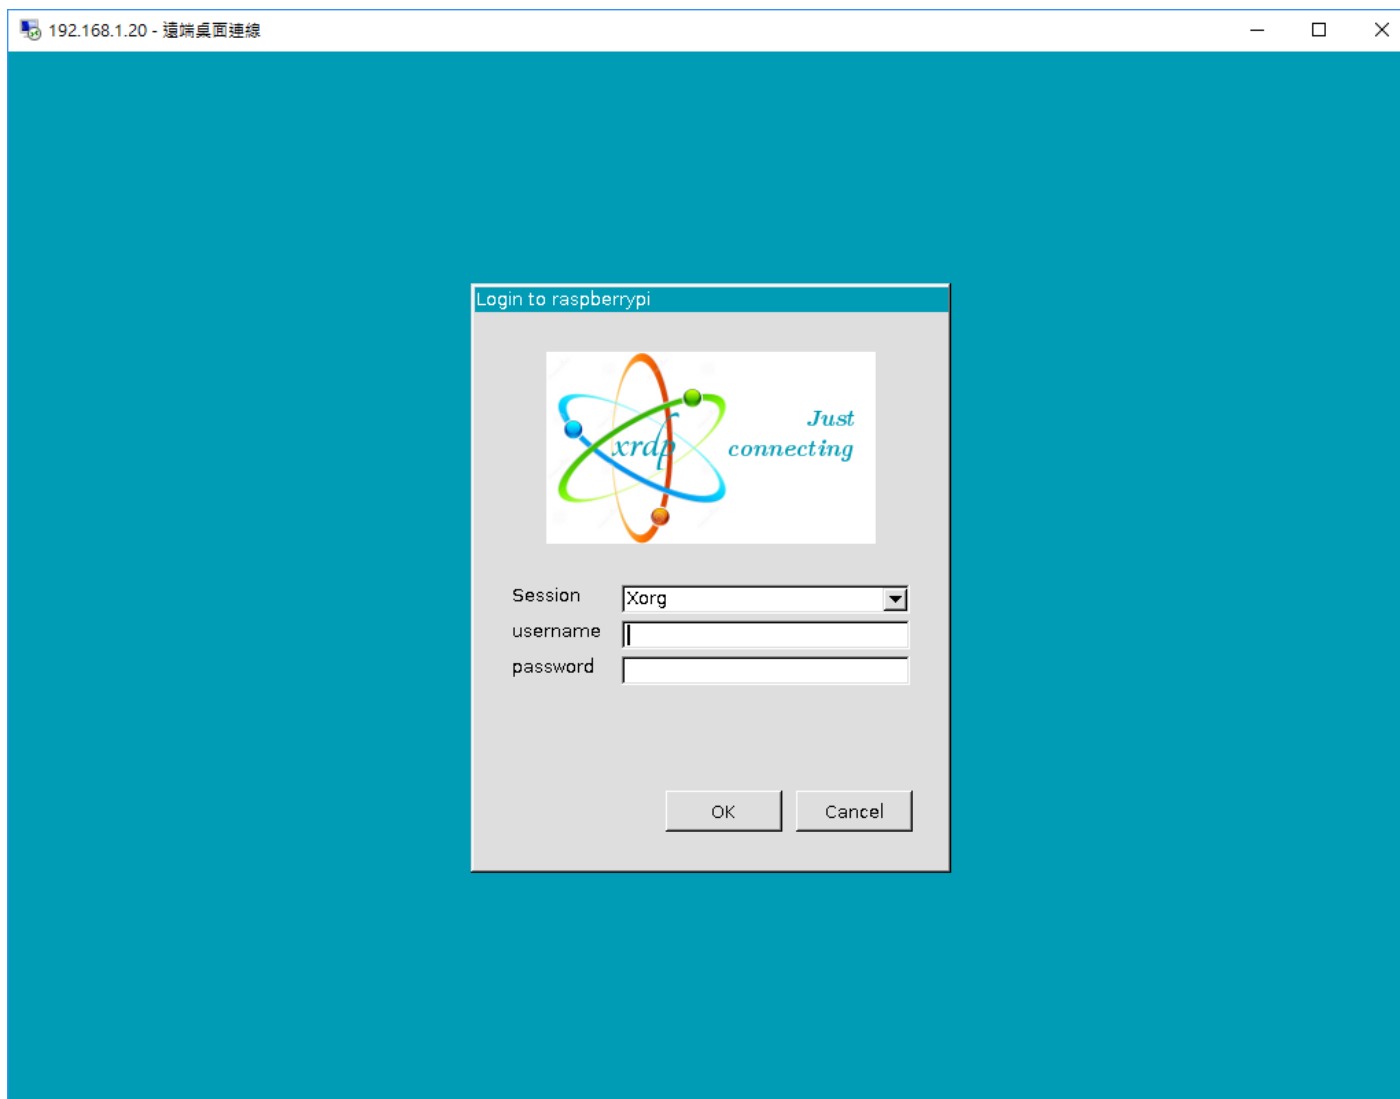 192.168.1.20 - 遠端桌面連線
Login to raspberrypi
xrdp
Just
connecting
Session Xorg
username
password
OK Cancel